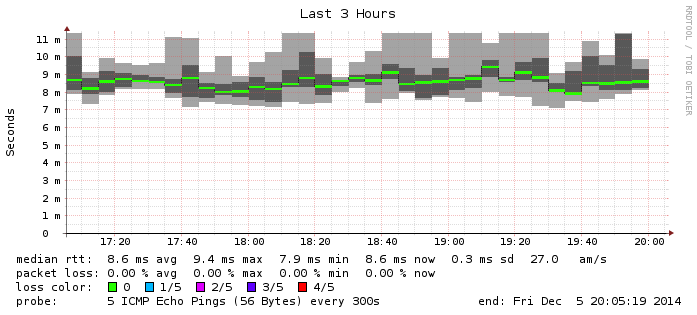 Last 3 Hours
RRDTOOL / TOBI OETIKER
Seconds
11 m
10 m
9 m
8 m
7 m
6 m
5 m
4 m
3 m
2 m
1 m
0
17:20 17:40 18:00 18:20 18:40 19:00 19:20 19:40 20:00
median rtt: 8.6 ms avg 9.4 ms max 7.9 ms min 8.6 ms now 0.3 ms sd 27.0 am/s
packet loss: 0.00 % avg 0.00 % max 0.00 % min 0.00 % now
loss color: 0 1/5 2/5 3/5 4/5
probe: 5 ICMP Echo Pings (56 Bytes) every 300s end: Fri Dec 5 20:05:19 2014